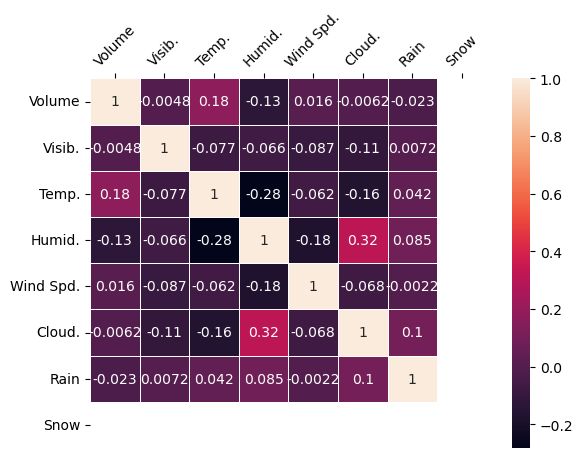 Volume Visib. Temp. Humid. Wind Spd. Cloud. Rain Snow
Volume 1 -0.0048 0.18 -0.13 0.016 -0.0062 -0.023
Visib. -0.0048 1 -0.077 -0.066 -0.087 -0.11 0.0072
Temp. 0.18 -0.077 1 -0.28 -0.062 -0.16 0.042
Humid. -0.13 -0.066 -0.28 1 -0.18 0.32 0.085
Wind Spd. 0.016 -0.087 -0.062 -0.18 1 -0.068 -0.0022
Cloud. -0.0062 -0.11 -0.16 0.32 -0.068 1 0.1
Rain -0.023 0.0072 0.042 0.085 -0.0022 0.1 1
Snow
1.0
0.8
0.6
0.4
0.2
0.0
−0.2